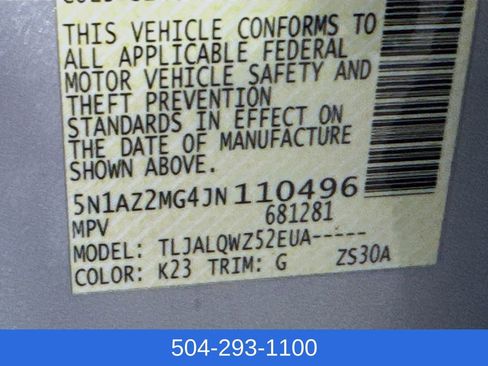 THIS VEHICLE CONFORMS TO
ALL APPLICABLE FEDERAL
MOTOR VEHICLE SAFETY AND
THEFT PREVENTION
STANDARDS IN EFFECT ON
THE DATE OF MANUFACTURE
SHOWN ABOVE.
5N1AZ2MG4JN110496
MPV 681281
MODEL: TLJALQWZ52EUA-----
COLOR: K23 TRIM: G ZS30A
504-293-1100